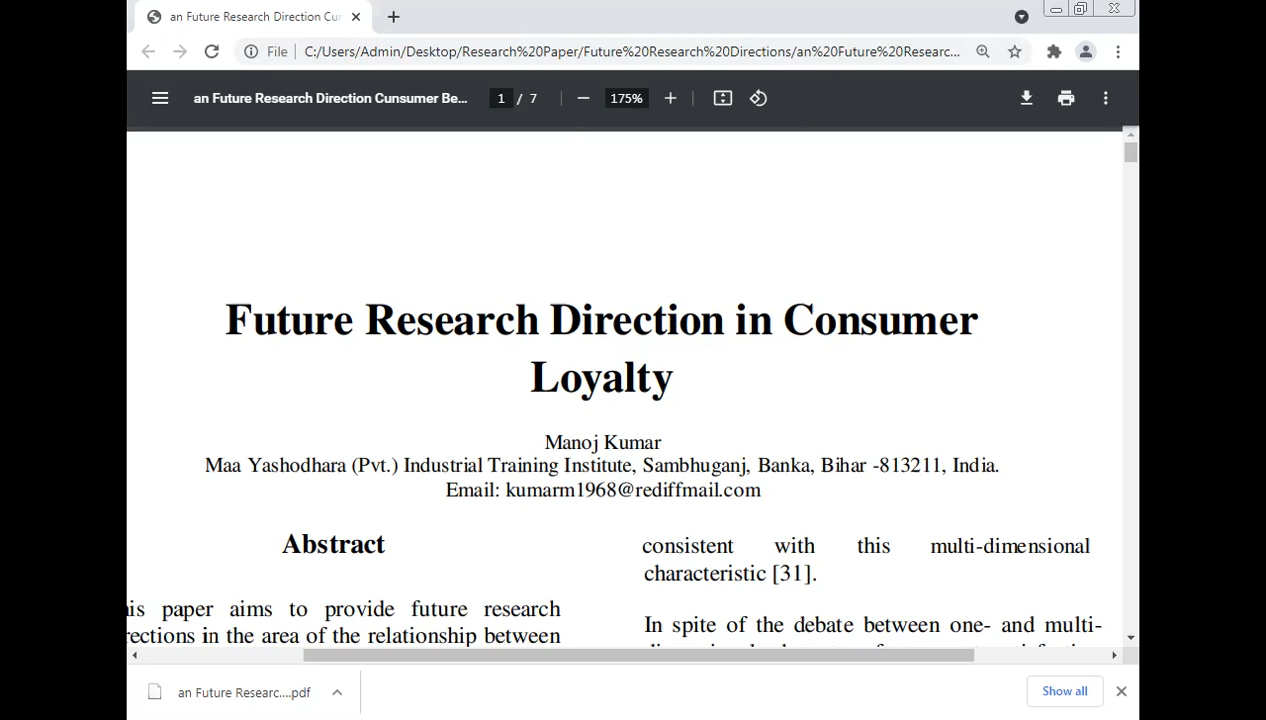 an Future Research Direction Cur
File
C:/Users/Admin/Desktop/Research%20Paper/Future%20Research%20Directions/an%20Future%20Researc...
an Future Research Direction Cunsumer Be...
1 / 7
175%
Future Research Direction in Consumer
Loyalty
Manoj Kumar
Maa Yashodhara (Pvt.) Industrial Training Institute, Sambhuganj, Banka, Bihar -813211, India.
Email: kumarm1968@rediffmail.com
Abstract
his paper aims to provide future research
rections in the area of the relationship between
consistent with this multi-dimensional
characteristic [31].
In spite of the debate between one- and multi-
an Future Researc....pdf
Show all